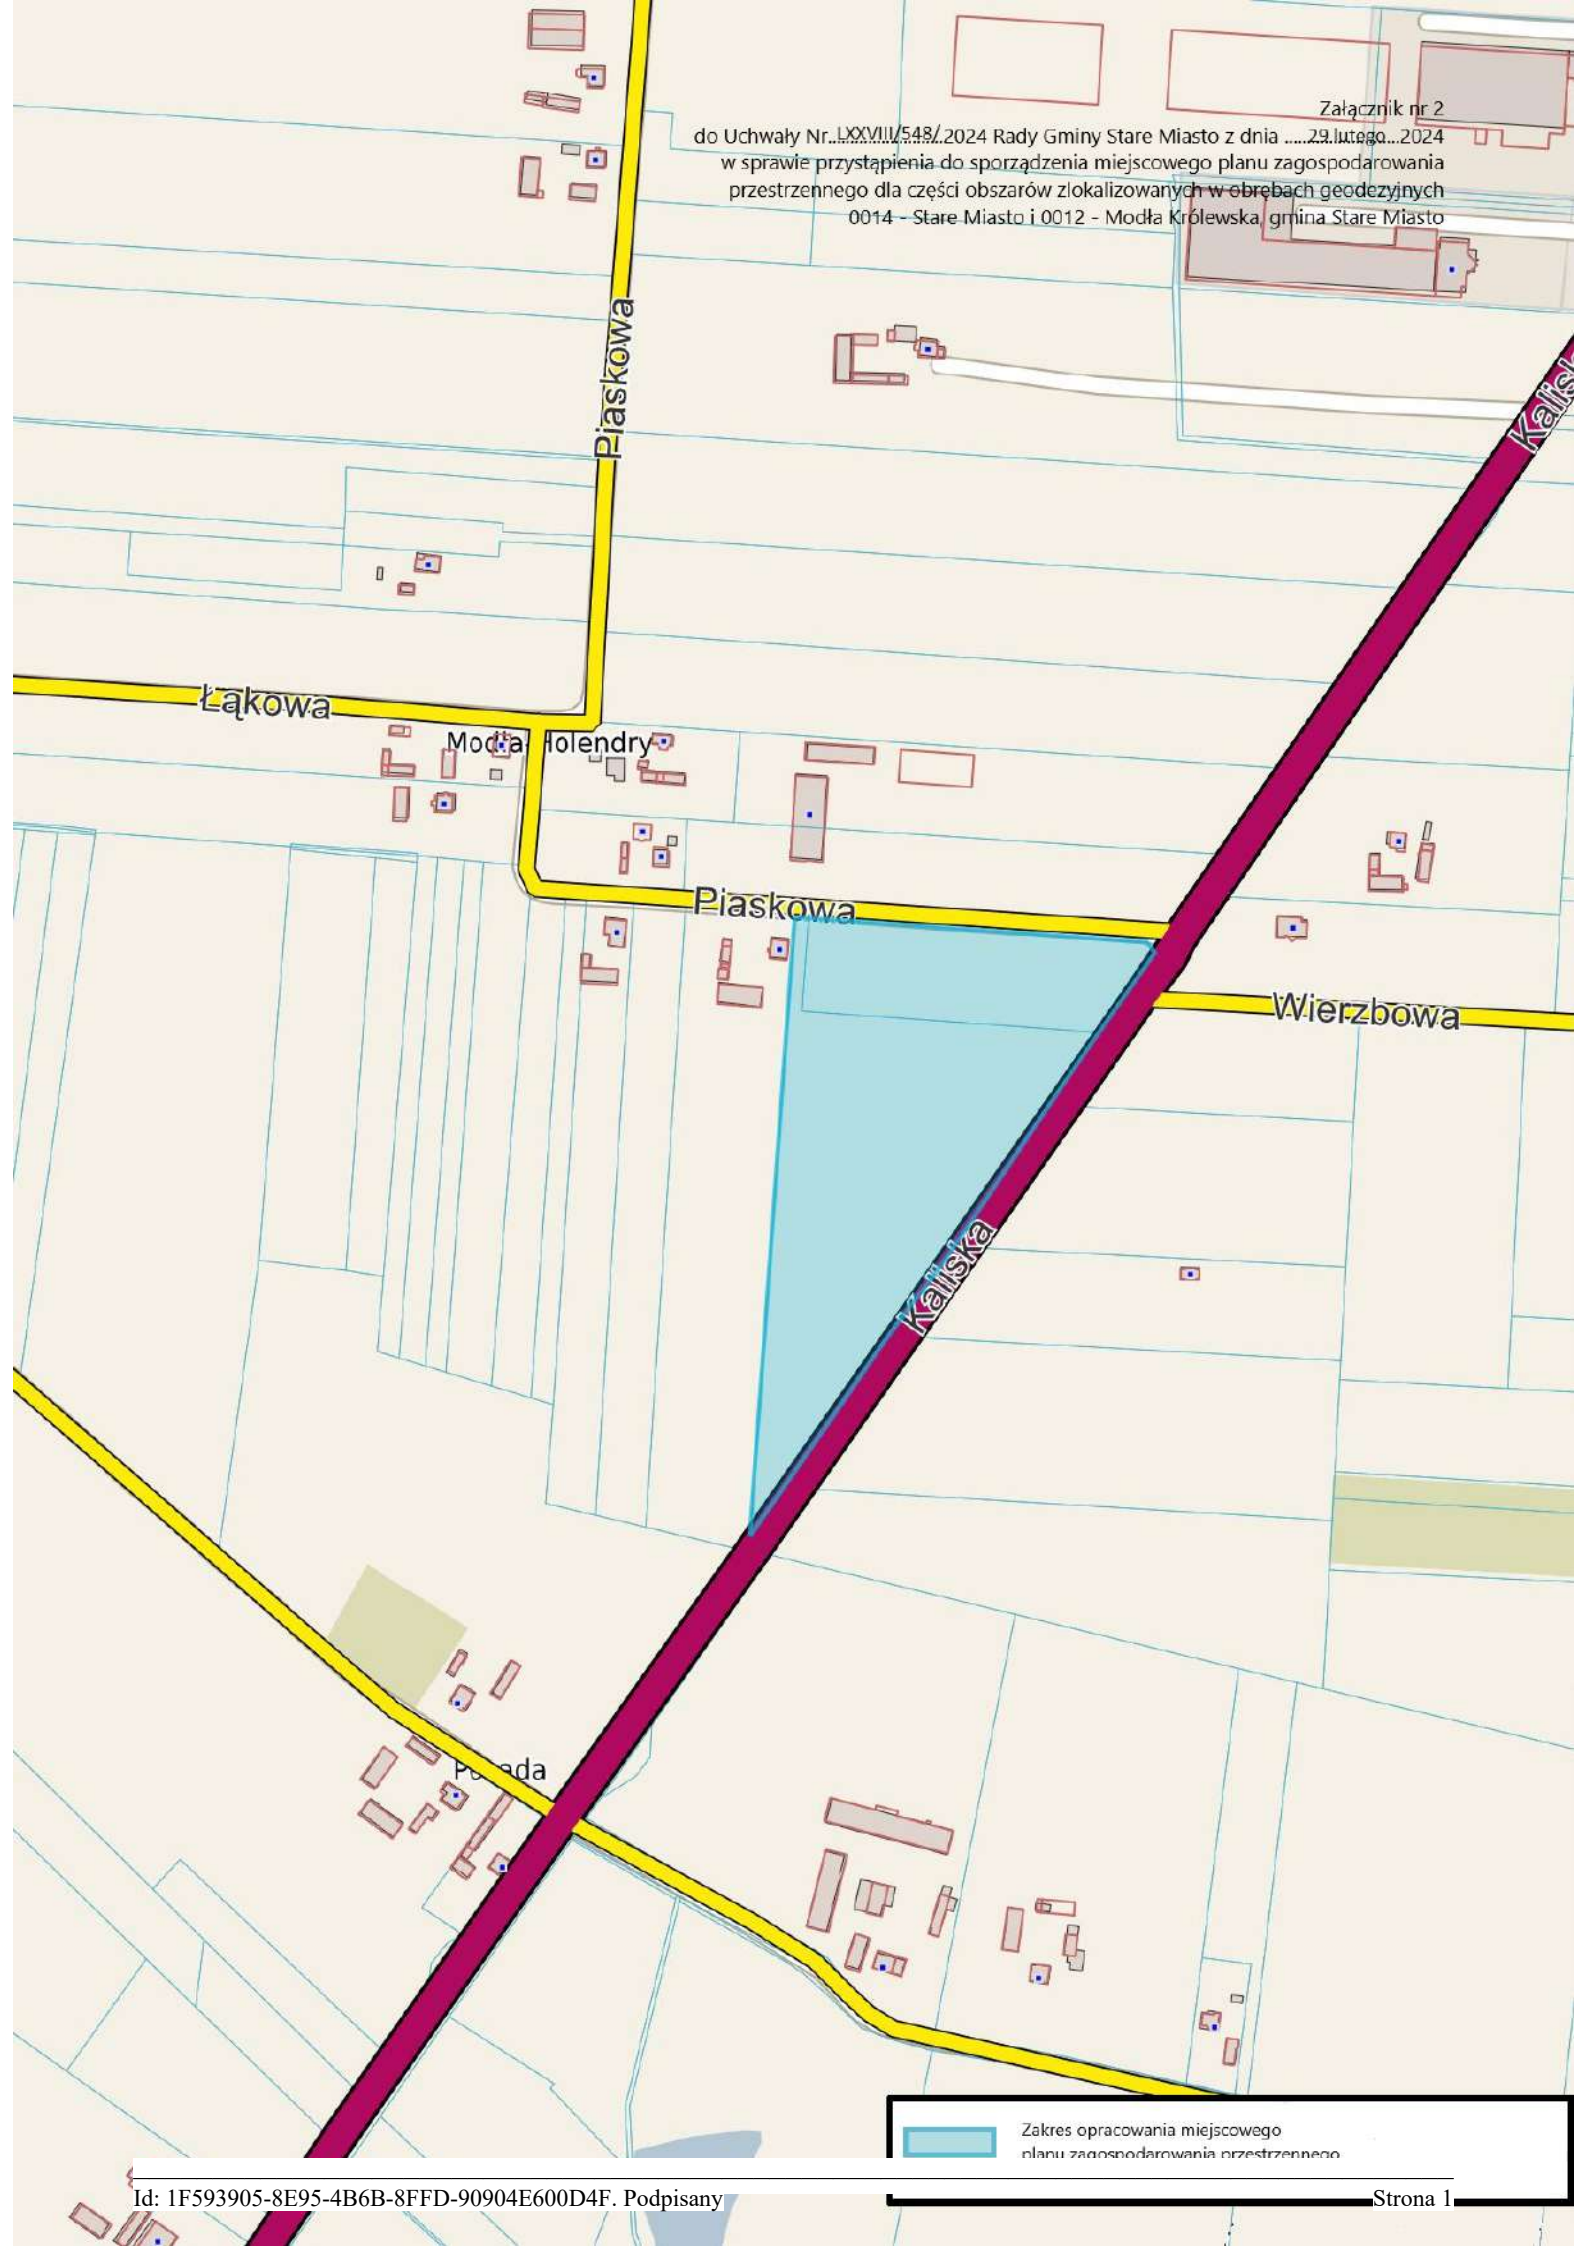 Załącznik nr 2
do Uchwały Nr..LXXVIII/548/.2024 Rady Gminy Stare Miasto z dnia .....29.lutego...2024
w sprawie przystąpienia do sporządzenia miejscowego planu zagospodarowania
przestrzennego dla części obszarów zlokalizowanych w obrębach geodezyjnych
0014 - Stare Miasto i 0012 - Modła Królewska, gmina Stare Miasto
Piaskowa
Kalisk
Łąkowa
Modła-Holendry
Piaskowa
Wierzbowa
Kaliska
Posada
Zakres opracowania miejscowego
planu zagospodarowania przestrzennego
Id: 1F593905-8E95-4B6B-8FFD-90904E600D4F. Podpisany
Strona 1